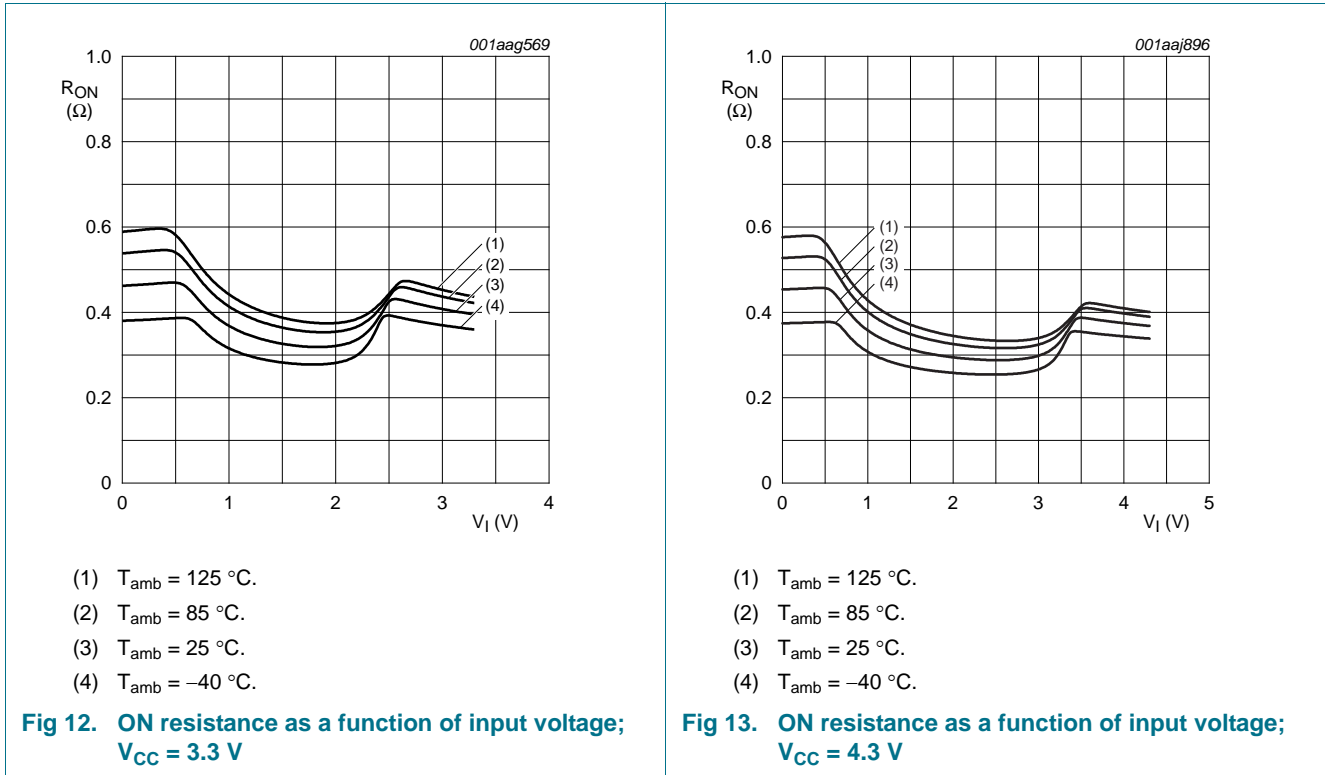 001aag569
1.0
R_ON
(Ω)
0.8
0.6
0.4
0.2
0
(1)
(2)
(3)
(4)
0 1 2 3 4
V_I (V)
(1) T_amb = 125 °C.
(2) T_amb = 85 °C.
(3) T_amb = 25 °C.
(4) T_amb = −40 °C.
Fig 12. ON resistance as a function of input voltage;
V_CC = 3.3 V
001aaj896
1.0
R_ON
(Ω)
0.8
0.6
0.4
0.2
0
(1)
(2)
(3)
(4)
0 1 2 3 4 5
V_I (V)
(1) T_amb = 125 °C.
(2) T_amb = 85 °C.
(3) T_amb = 25 °C.
(4) T_amb = −40 °C.
Fig 13. ON resistance as a function of input voltage;
V_CC = 4.3 V